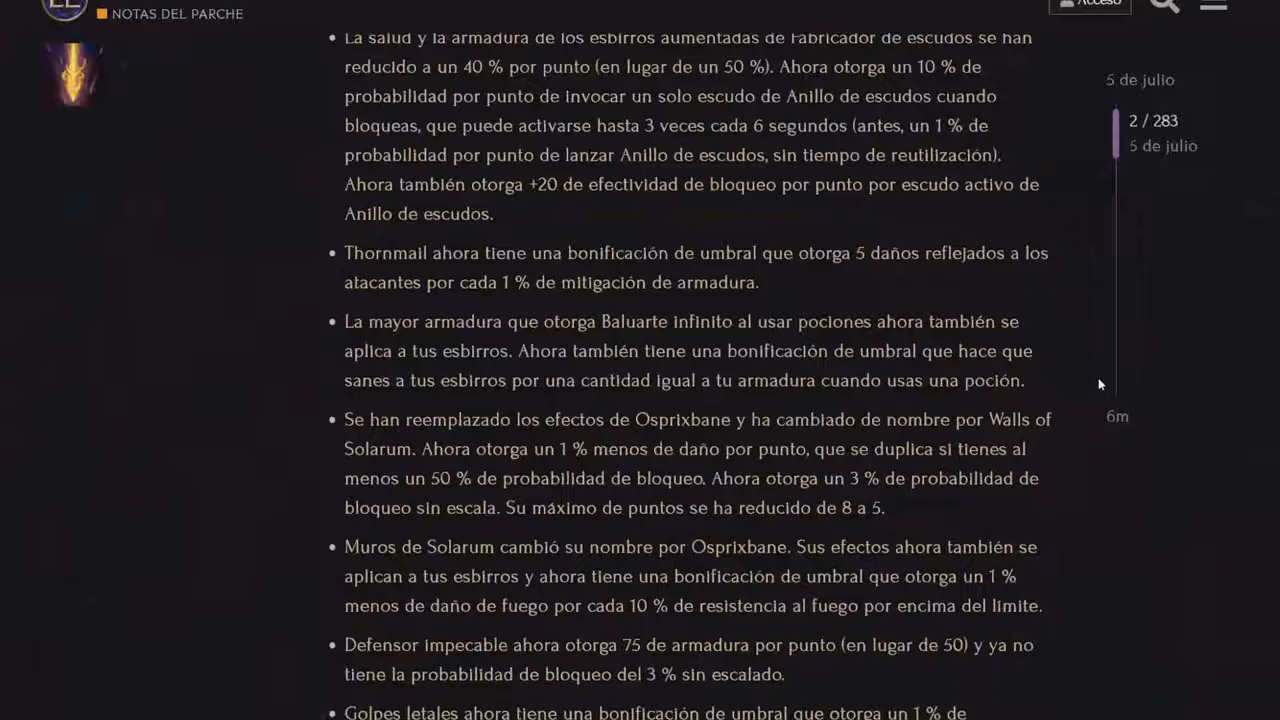 NOTAS DEL PARCHE
Acceso
La salud y la armadura de los esbirros aumentadas de Fabricador de escudos se han
reducido a un 40 % por punto (en lugar de un 50 %). Ahora otorga un 10 % de
probabilidad por punto de invocar un solo escudo de Anillo de escudos cuando
bloqueas, que puede activarse hasta 3 veces cada 6 segundos (antes, un 1 % de
probabilidad por punto de lanzar Anillo de escudos, sin tiempo de reutilización).
Ahora también otorga +20 de efectividad de bloqueo por punto por escudo activo de
Anillo de escudos.
Thornmail ahora tiene una bonificación de umbral que otorga 5 daños reflejados a los
atacantes por cada 1 % de mitigación de armadura.
La mayor armadura que otorga Baluarte infinito al usar pociones ahora también se
aplica a tus esbirros. Ahora también tiene una bonificación de umbral que hace que
sanes a tus esbirros por una cantidad igual a tu armadura cuando usas una poción.
Se han reemplazado los efectos de Osprixbane y ha cambiado de nombre por Walls of
Solarum. Ahora otorga un 1 % menos de daño por punto, que se duplica si tienes al
menos un 50 % de probabilidad de bloqueo. Ahora otorga un 3 % de probabilidad de
bloqueo sin escala. Su máximo de puntos se ha reducido de 8 a 5.
Muros de Solarum cambió su nombre por Osprixbane. Sus efectos ahora también se
aplican a tus esbirros y ahora tiene una bonificación de umbral que otorga un 1 %
menos de daño de fuego por cada 10 % de resistencia al fuego por encima del límite.
Defensor impecable ahora otorga 75 de armadura por punto (en lugar de 50) y ya no
tiene la probabilidad de bloqueo del 3 % sin escalado.
Golpes letales ahora tiene una bonificación de umbral que otorga un 1 % de
5 de julio
2 / 283
5 de julio
6m